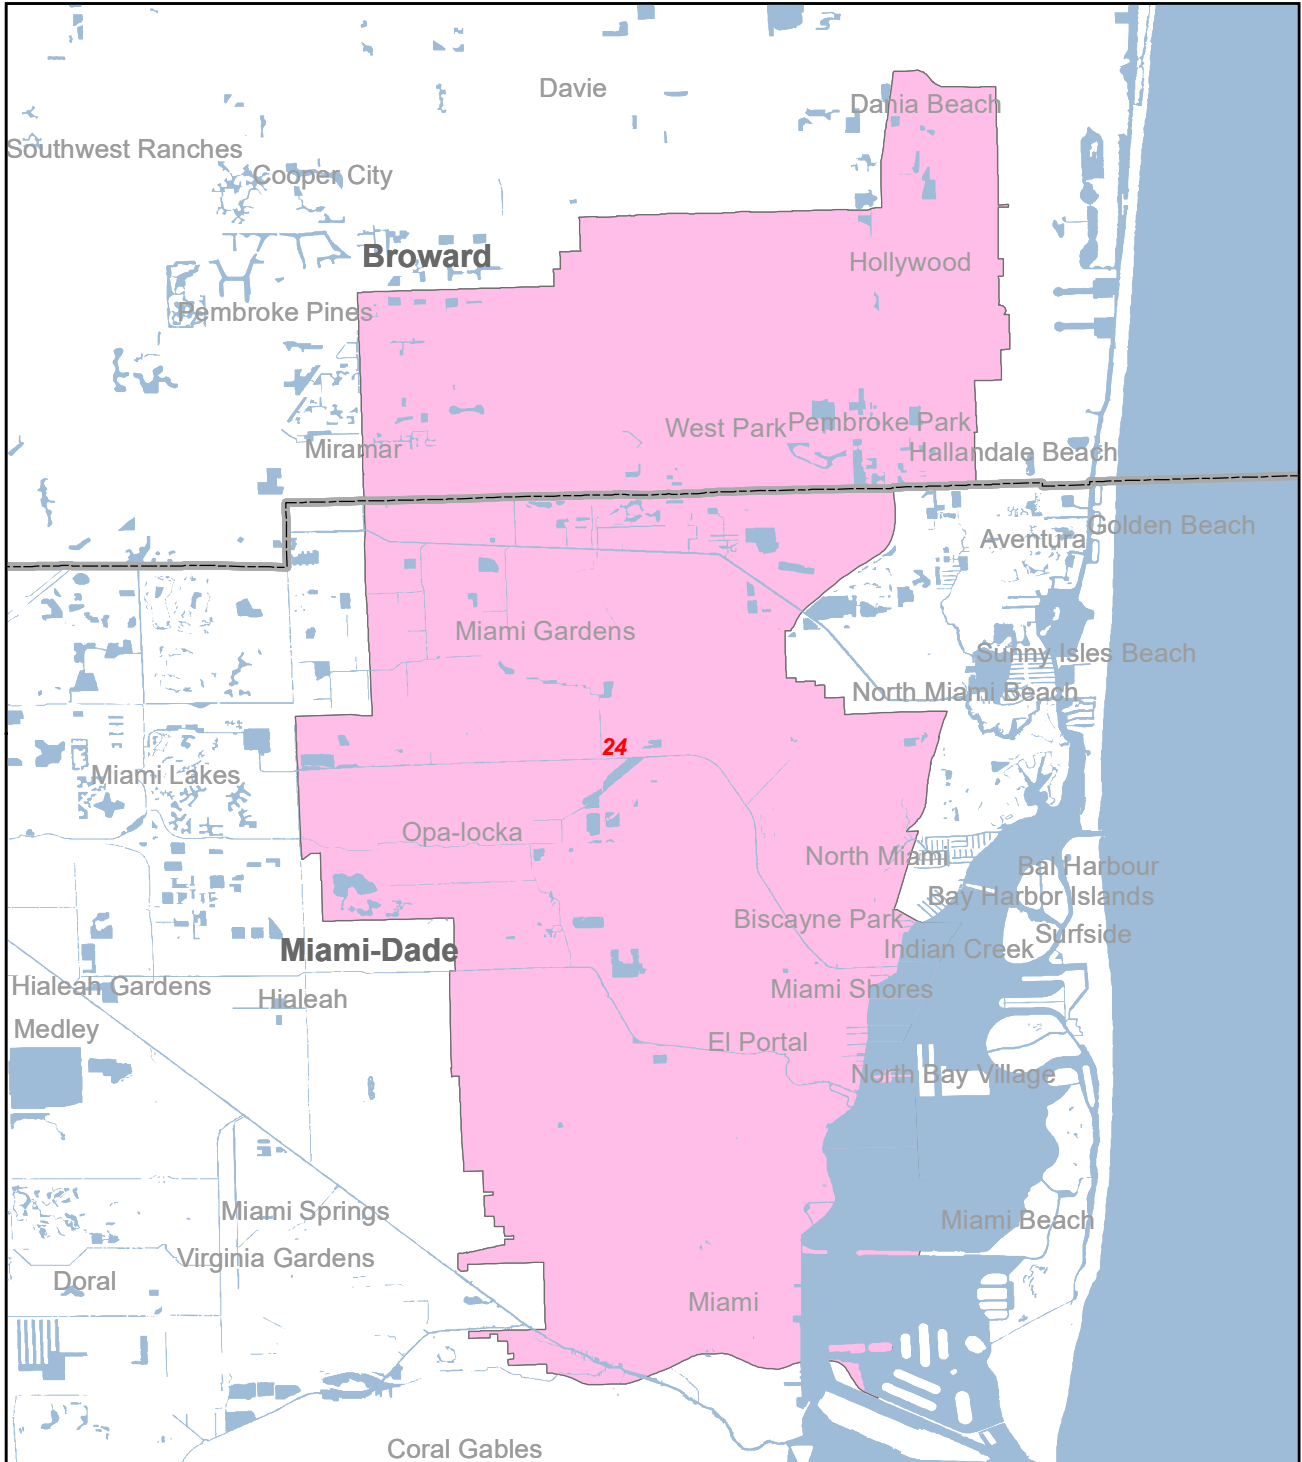 Davie
Dania Beach
Southwest Ranches
Cooper City
Broward
Hollywood
Pembroke Pines
West Park
Pembroke Park
Miramar
Hallandale Beach
Golden Beach
Aventura
Miami Gardens
Sunny Isles Beach
North Miami Beach
24
Miami Lakes
Opa-locka
North Miami
Bal Harbour
Bay Harbor Islands
Biscayne Park
Surfside
Miami-Dade
Indian Creek
Hialeah Gardens
Miami Shores
Hialeah
Medley
El Portal
North Bay Village
Miami Springs
Miami Beach
Virginia Gardens
Doral
Miami
Coral Gables